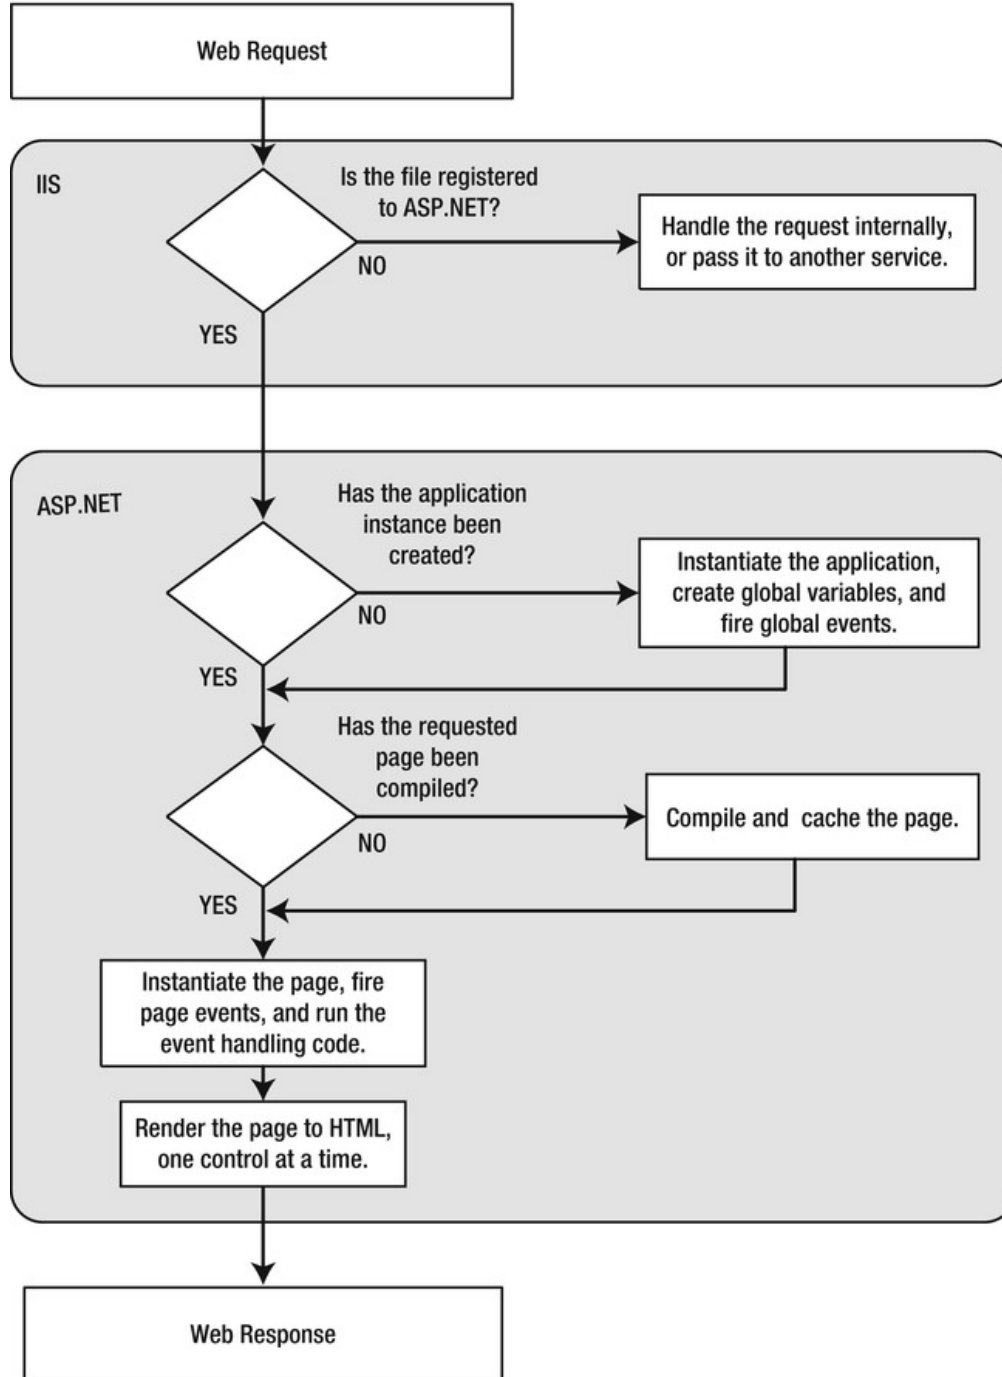 Web Request
IIS
Is the file registered
to ASP.NET?
Handle the request internally,
or pass it to another service.
NO
YES
ASP.NET
Has the application
instance been
created?
Instantiate the application,
create global variables, and
fire global events.
NO
YES
Has the requested
page been
compiled?
Compile and  cache the page.
NO
YES
Instantiate the page, fire
page events, and run the
event handling code.
Render the page to HTML,
one control at a time.
Web Response